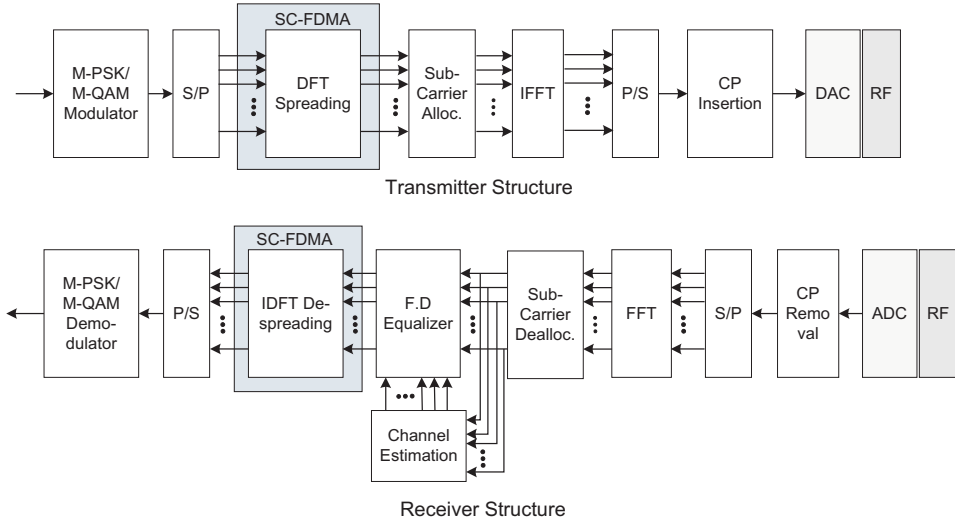 SC-FDMA
M-PSK/
M-QAM
Modulator
S/P
DFT
Spreading
Sub-
Carrier
Alloc.
IFFT
P/S
CP
Insertion
DAC
RF
Transmitter Structure
SC-FDMA
M-PSK/
M-QAM
Demo-
dulator
P/S
IDFT De-
spreading
F.D
Equalizer
Sub-
Carrier
Dealloc.
FFT
S/P
CP
Remo
val
ADC
RF
Channel
Estimation
Receiver Structure